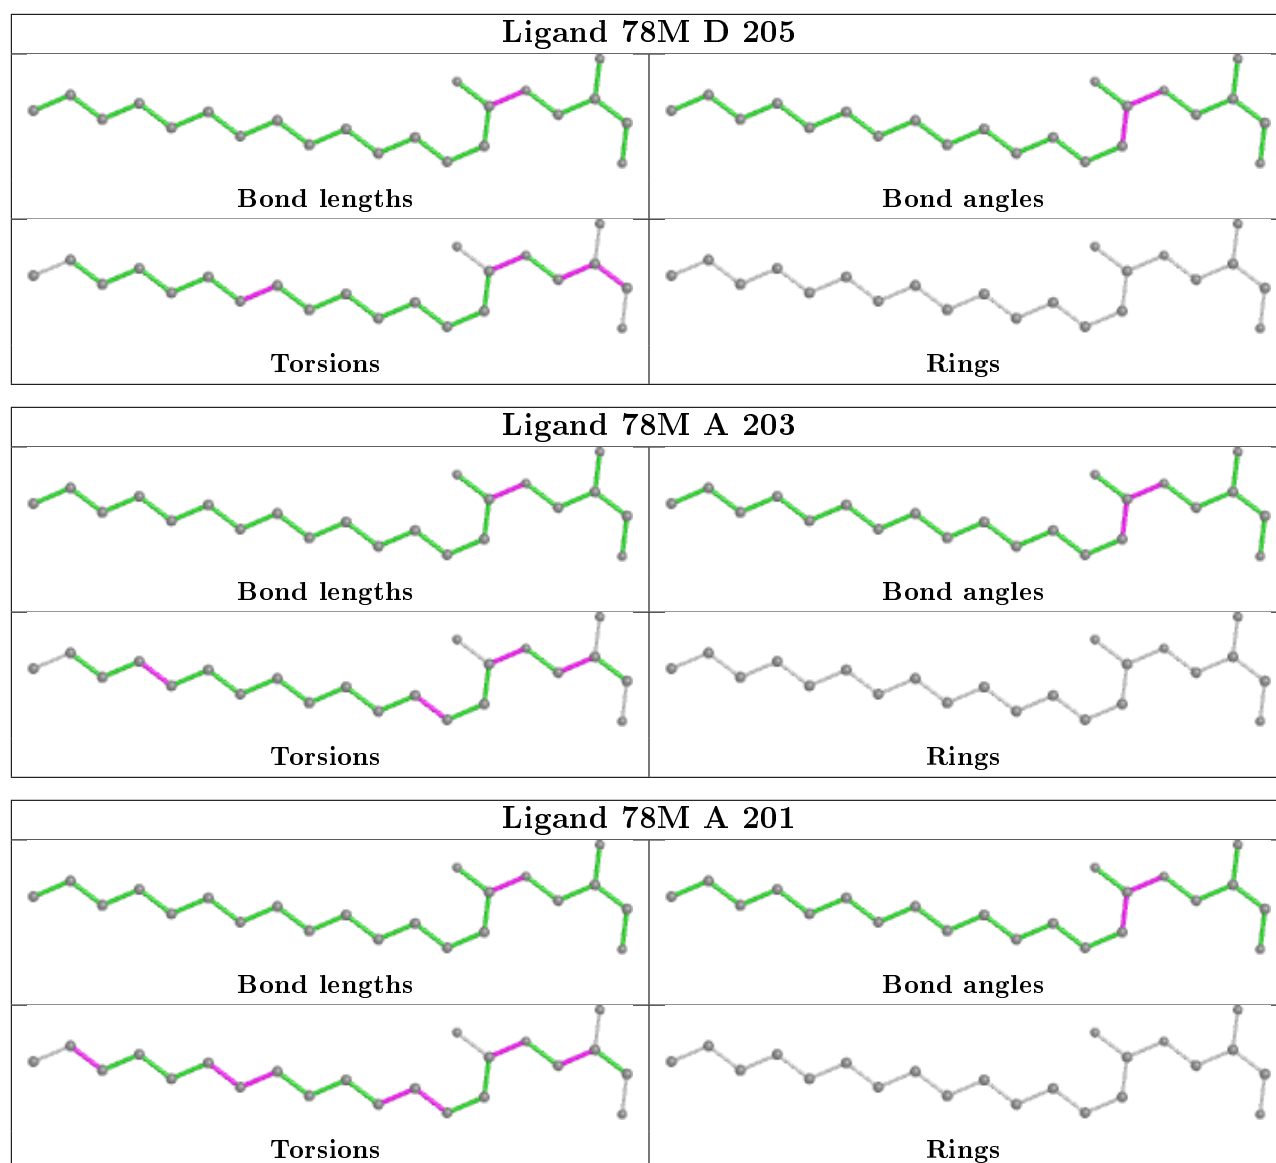 Ligand 78M D 205
Bond lengths
Bond angles
Torsions
Rings
Ligand 78M A 203
Bond lengths
Bond angles
Torsions
Rings
Ligand 78M A 201
Bond lengths
Bond angles
Torsions
Rings